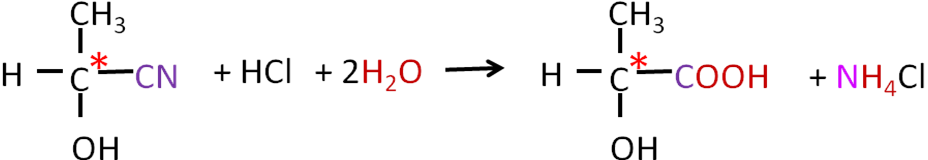 CH₃ CH₃
H C* CN + HCl + 2H₂O → H C* COOH + NH₄Cl
OH OH